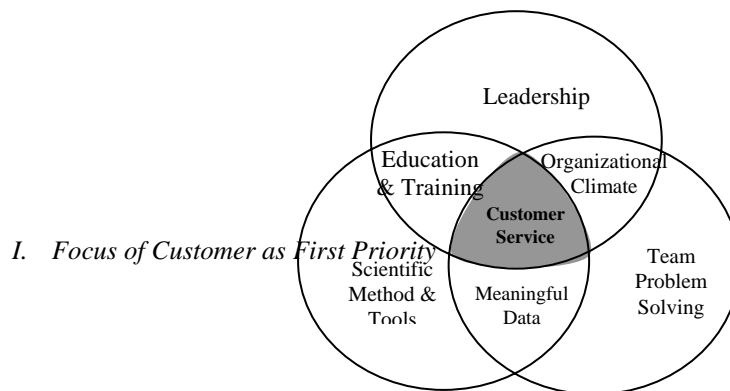 Leadership
Education
& Training
Organizational
Climate
Customer
Service
I. Focus of Customer as First Priority
Scientific
Method &
Tools
Meaningful
Data
Team
Problem
Solving